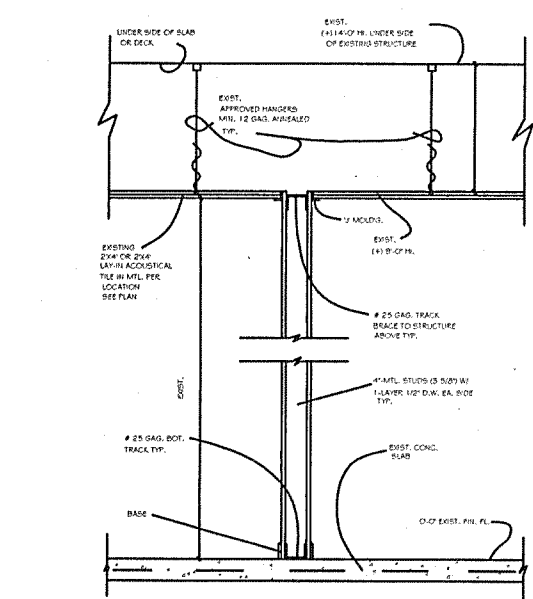 UNDER SIDE OF SLAB
OR DECK
EXIST.
(+) 14'-0" HI. UNDER SIDE
OF EXISTING STRUCTURE
EXIST.
APPROVED HANGERS
MIN. 12 GAG. ANNEALED
TYP.
'J' MOLD'G.
EXIST.
(+) 9'-0" HI.
EXISTING
2'X4' OR 2'X4'
LAY-IN ACOUSTICAL
TILE IN MTL. PER
LOCATION
SEE PLAN
# 25 GAG. TRACK
BRACE TO STRUCTURE
ABOVE TYP.
EXIST.
4"-MTL. STUDS (3 5/8") W/
1-LAYER 1/2" D.W. EA. SIDE
TYP.
# 25 GAG. BOT.
TRACK TYP.
EXIST. CONC.
SLAB
BASE
0'-0" EXIST. FIN. FL.